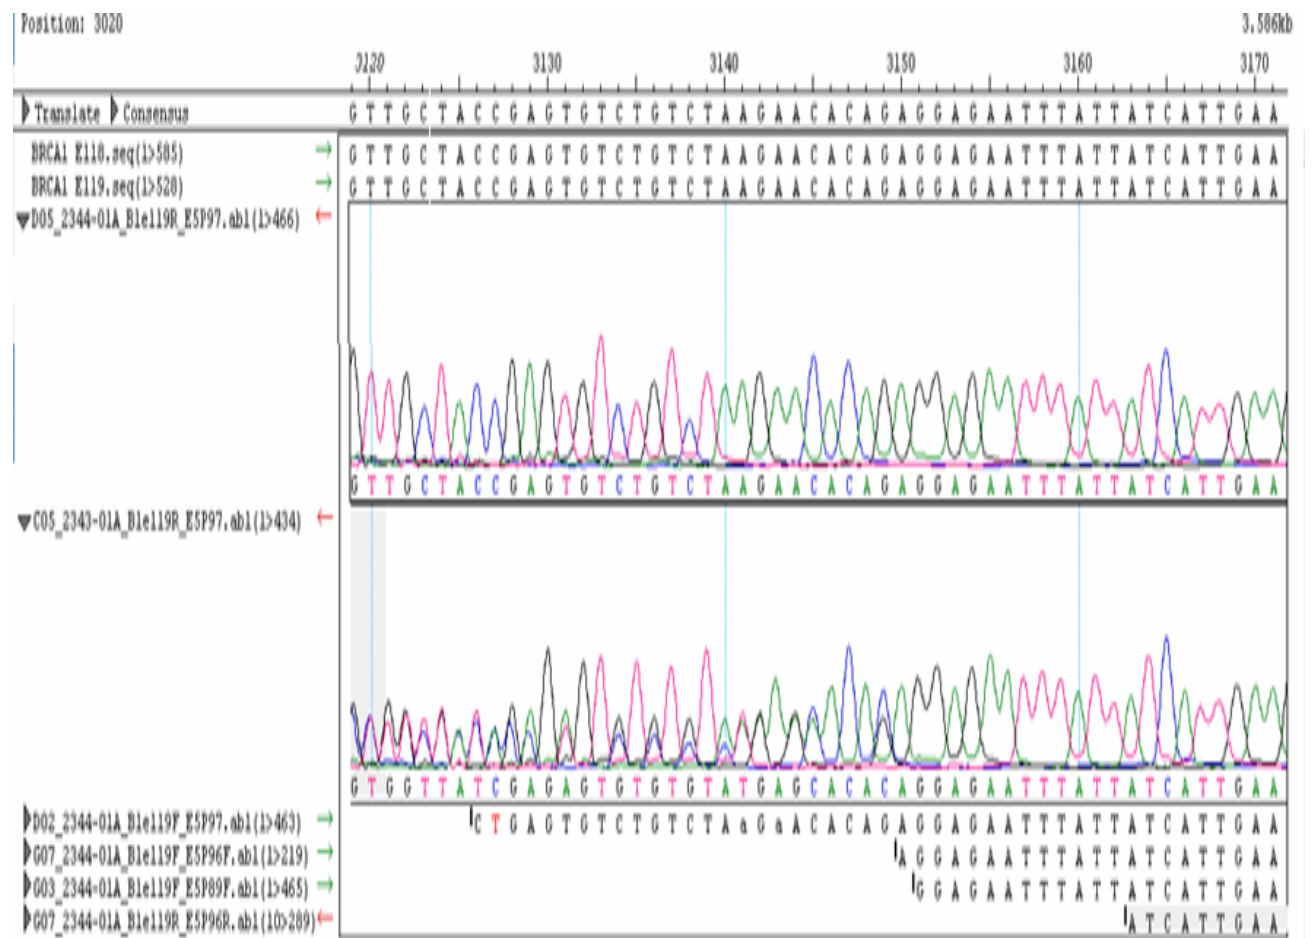 Position: 3020 3.586kb
3120 3130 3140 3150 3160 3170
Translate Consensus G T T G C T A C C G A G T G T C T G T C T A A G A A C A C A G A G G A G A A T T T A T T A T C A T T G A A
BRCA1 E118.seq(1>585) → G T T G C T A C C G A G T G T C T G T C T A A G A A C A C A G A G G A G A A T T T A T T A T C A T T G A A
BRCA1 E119.seq(1>528) → G T T G C T A C C G A G T G T C T G T C T A A G A A C A C A G A G G A G A A T T T A T T A T C A T T G A A
D05_2344-01A_B1e119R_E5P97.ab1(1>466) ←
G T T G C T A C C G A G T G T C T G T C T A A G A A C A C A G A G G A G A A T T T A T T A T C A T T G A A
C05_2343-01A_B1e119R_E5P97.ab1(1>434) ←
G T G G T T A T C G A G A G T G T G T G T A T G A G C A C A C A G G A G A A T T T A T T A T C A T T G A A
D02_2344-01A_B1e119F_E5P97.ab1(1>463) → C T G A G T G T C T G T C T A a G a A C A C A G A G G A G A A T T T A T T A T C A T T G A A
G07_2344-01A_B1e119F_E5P96F.ab1(1>219) → A G G A G A A T T T A T T A T C A T T G A A
G03_2344-01A_B1e119F_E5P89F.ab1(1>465) → G G A G A A T T T A T T A T C A T T G A A
G07_2344-01A_B1e119R_E5P96R.ab1(10>289) ← A T C A T T G A A